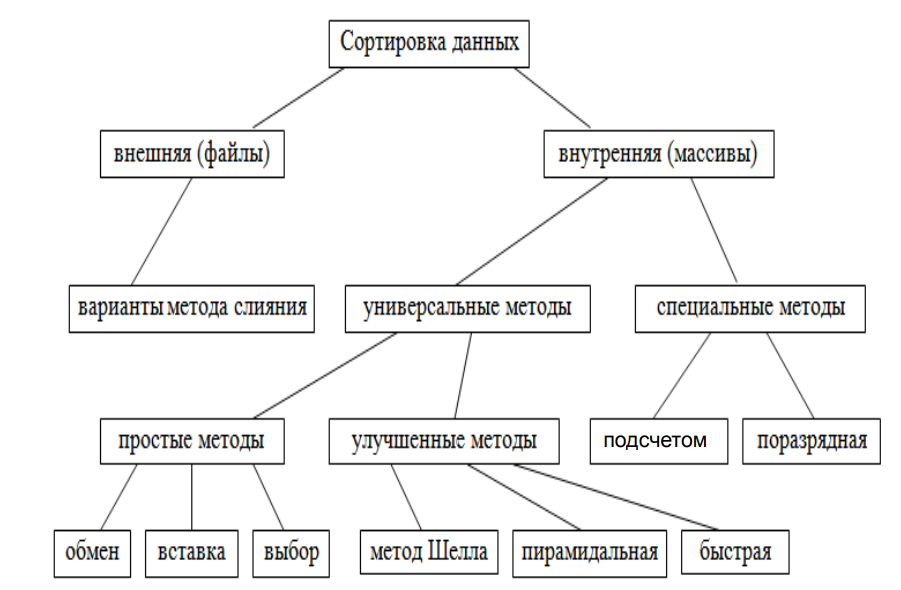 Сортировка данных
внешняя (файлы)
внутренняя (массивы)
варианты метода слияния
универсальные методы
специальные методы
простые методы
улучшенные методы
подсчетом
поразрядная
обмен
вставка
выбор
метод Шелла
пирамидальная
быстрая